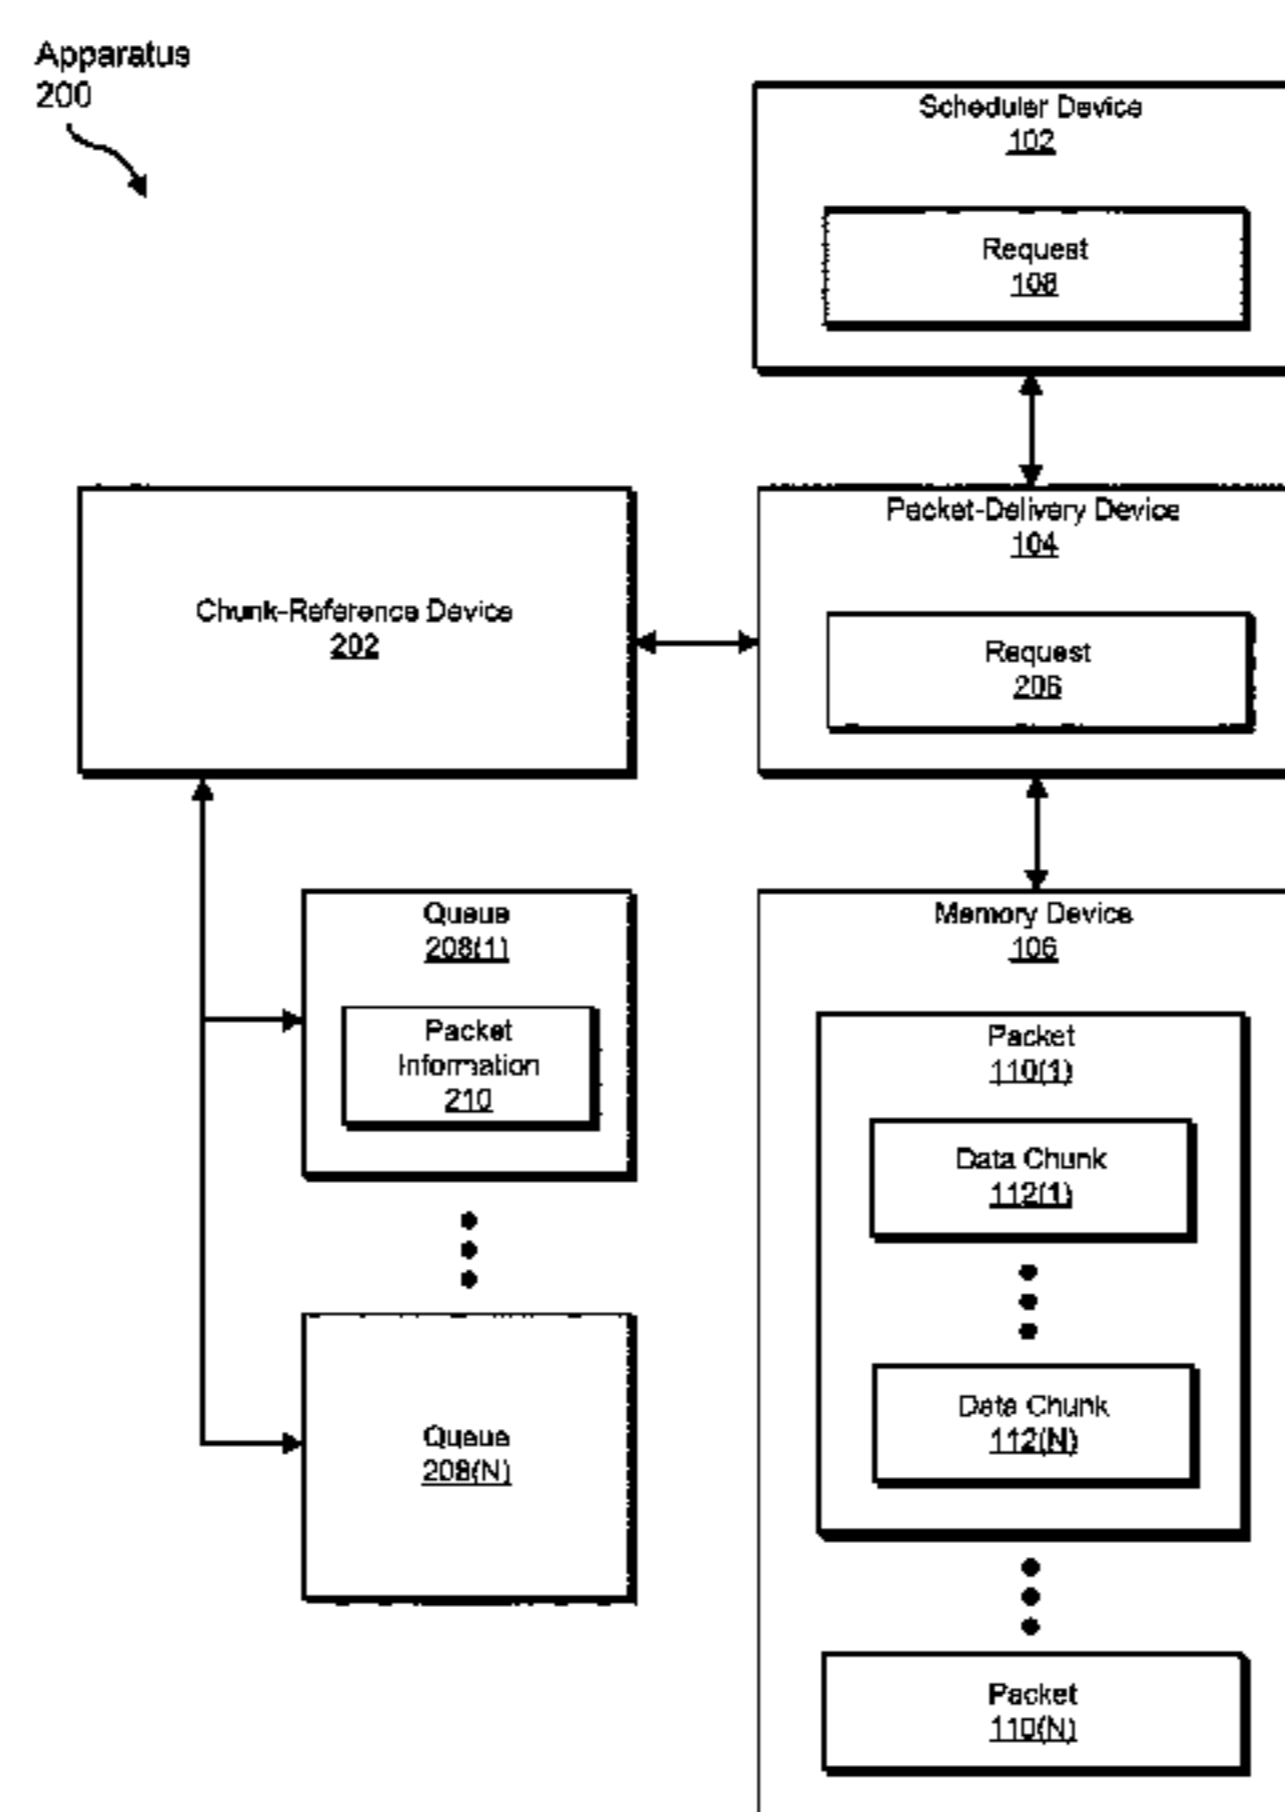 Apparatus
200
Scheduler Device
102
Request
108
Packet-Delivery Device
104
Request
206
Chunk-Reference Device
202
Queue
208(1)
Packet
Information
210
Queue
208(N)
Memory Device
106
Packet
110(1)
Data Chunk
112(1)
Data Chunk
112(N)
Packet
110(N)